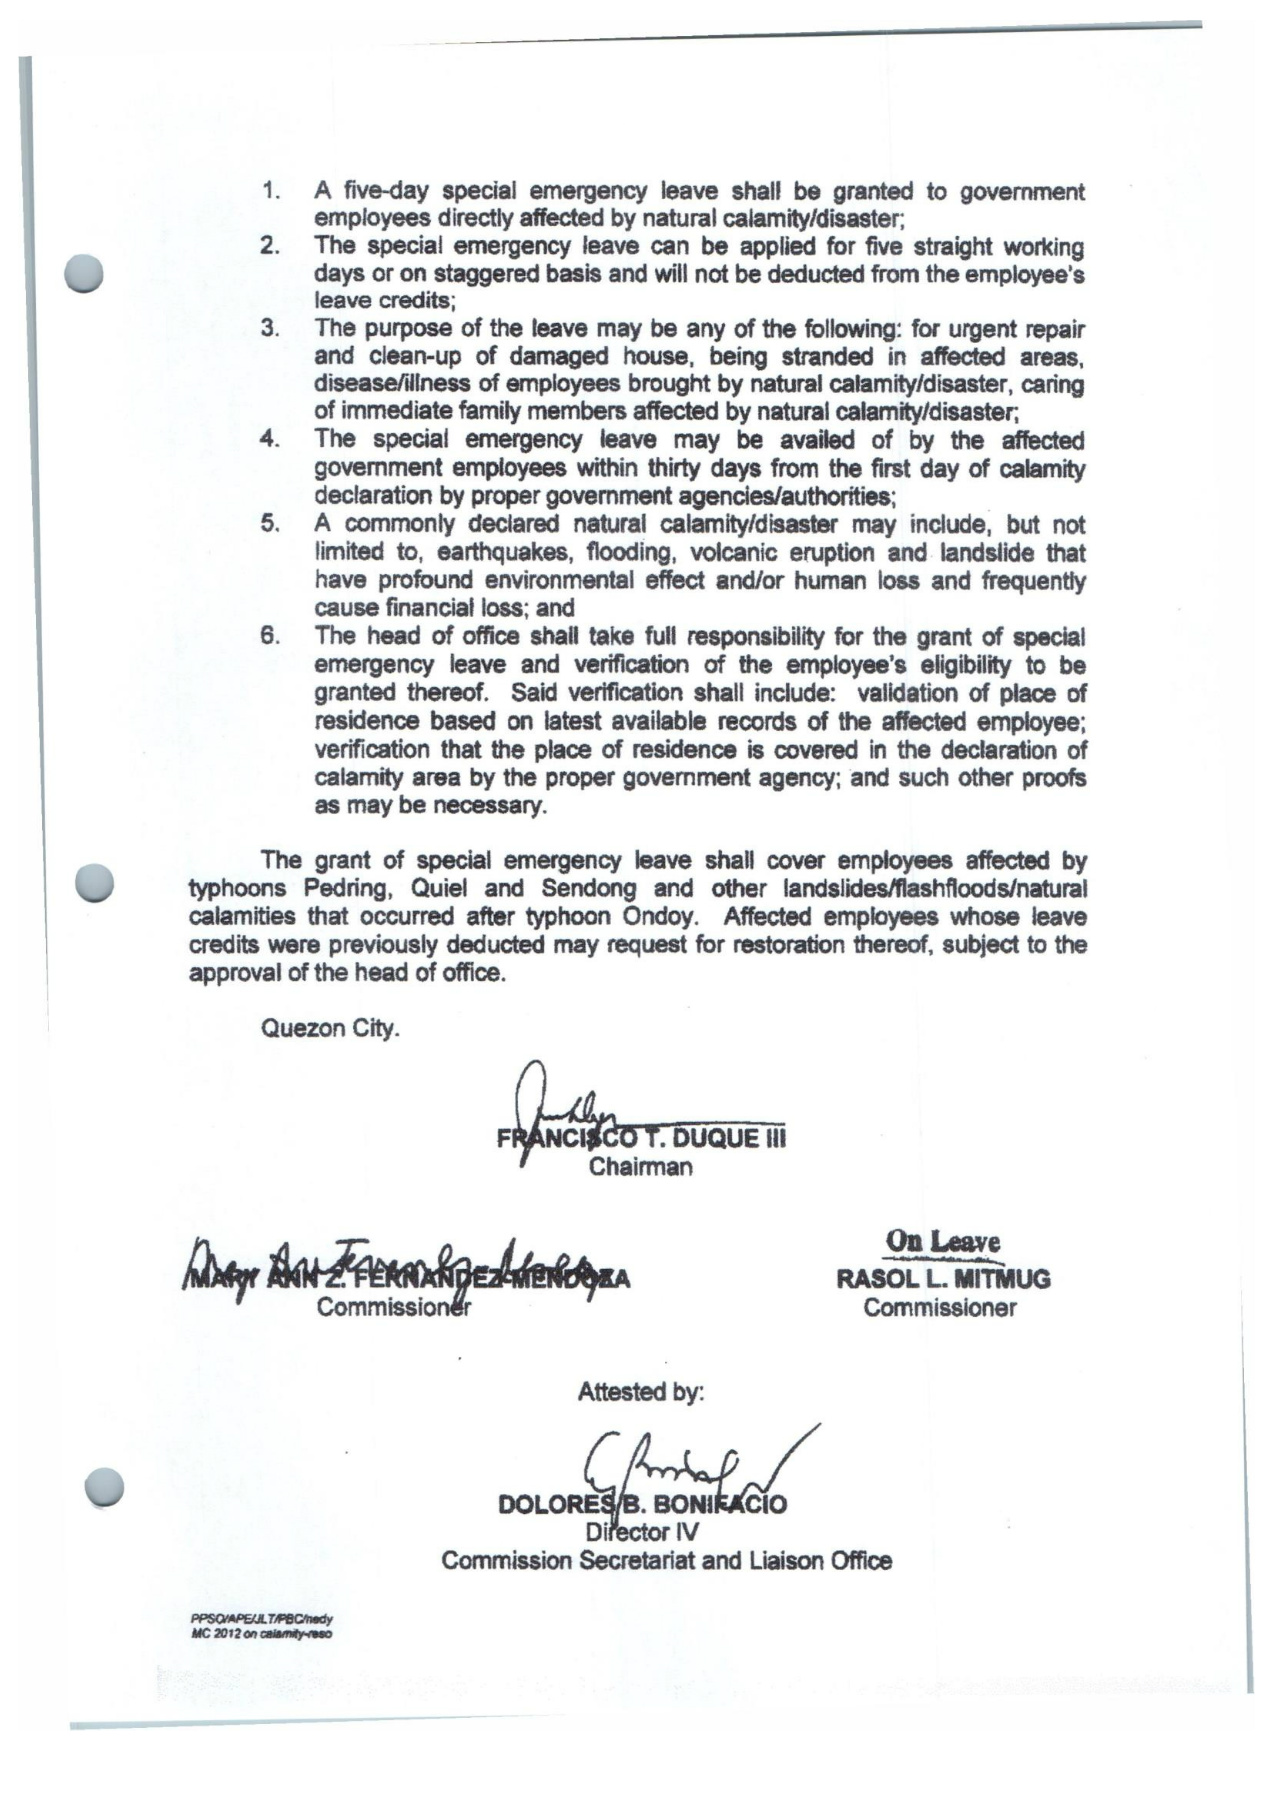 1. A five-day special emergency leave shall be granted to government
employees directly affected by natural calamity/disaster;
2. The special emergency leave can be applied for five straight working
days or on staggered basis and will not be deducted from the employee's
leave credits;
3. The purpose of the leave may be any of the following: for urgent repair
and clean-up of damaged house, being stranded in affected areas,
disease/illness of employees brought by natural calamity/disaster, caring
of immediate family members affected by natural calamity/disaster;
4. The special emergency leave may be availed of by the affected
government employees within thirty days from the first day of calamity
declaration by proper government agencies/authorities;
5. A commonly declared natural calamity/disaster may include, but not
limited to, earthquakes, flooding, volcanic eruption and landslide that
have profound environmental effect and/or human loss and frequently
cause financial loss; and
6. The head of office shall take full responsibility for the grant of special
emergency leave and verification of the employee's eligibility to be
granted thereof. Said verification shall include: validation of place of
residence based on latest available records of the affected employee;
verification that the place of residence is covered in the declaration of
calamity area by the proper government agency; and such other proofs
as may be necessary.
The grant of special emergency leave shall cover employees affected by
typhoons Pedring, Quiel and Sendong and other landslides/flashfloods/natural
calamities that occurred after typhoon Ondoy. Affected employees whose leave
credits were previously deducted may request for restoration thereof, subject to the
approval of the head of office.
Quezon City.
FRANCISCO T. DUQUE III
Chairman
MARY ANN Z. FERNANDEZ-MENDOZA
Commissioner
On Leave
RASOL L. MITMUG
Commissioner
Attested by:
DOLORES B. BONIFACIO
Director IV
Commission Secretariat and Liaison Office
PPSO/APE/JLT/PBC/nedy
MC 2012 on calamity-reso